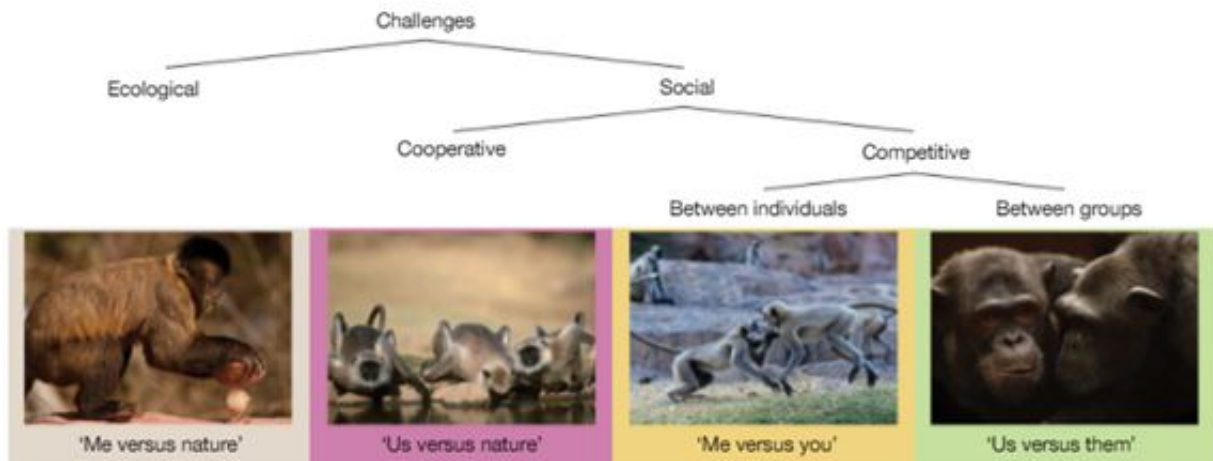 Challenges
Ecological
Social
Cooperative
Competitive
Between individuals
Between groups
‘Me versus nature’
‘Us versus nature’
‘Me versus you’
‘Us versus them’